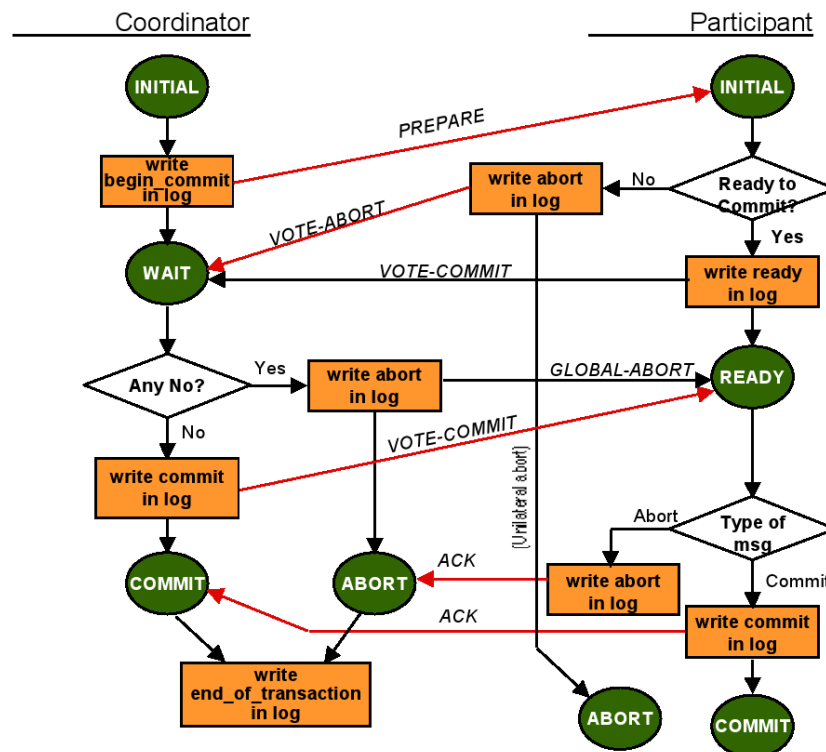 Coordinator
Participant
INITIAL
INITIAL
PREPARE
write
begin_commit
in log
write abort
in log
No
Ready to
Commit?
VOTE-ABORT
Yes
WAIT
VOTE-COMMIT
write ready
in log
Any No?
Yes
write abort
in log
GLOBAL-ABORT
READY
No
VOTE-COMMIT
write commit
in log
(Unilateral abort)
Abort
Type of
msg
COMMIT
ABORT
ACK
write abort
in log
Commit
ACK
write commit
in log
write
end_of_transaction
in log
ABORT
COMMIT